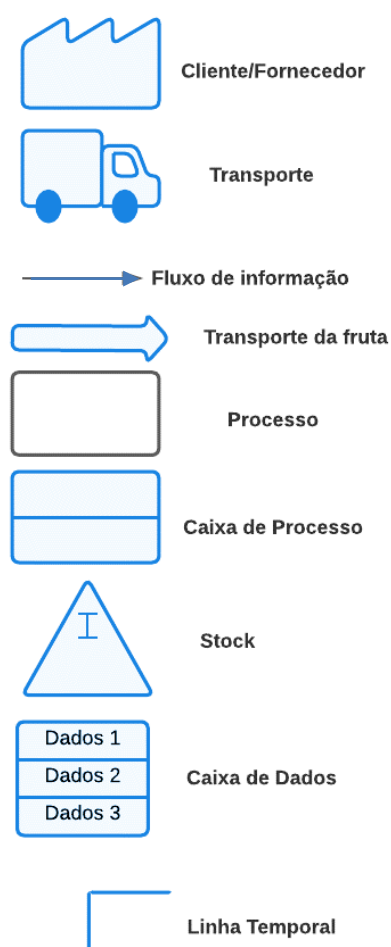 Cliente/Fornecedor
Transporte
Fluxo de informação
Transporte da fruta
Processo
Caixa de Processo
I
Stock
Dados 1
Dados 2
Dados 3
Caixa de Dados
Linha Temporal